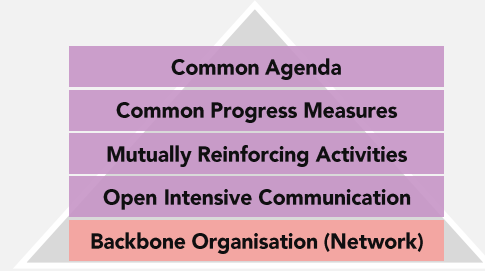 Common Agenda
Common Progress Measures
Mutually Reinforcing Activities
Open Intensive Communication
Backbone Organisation (Network)